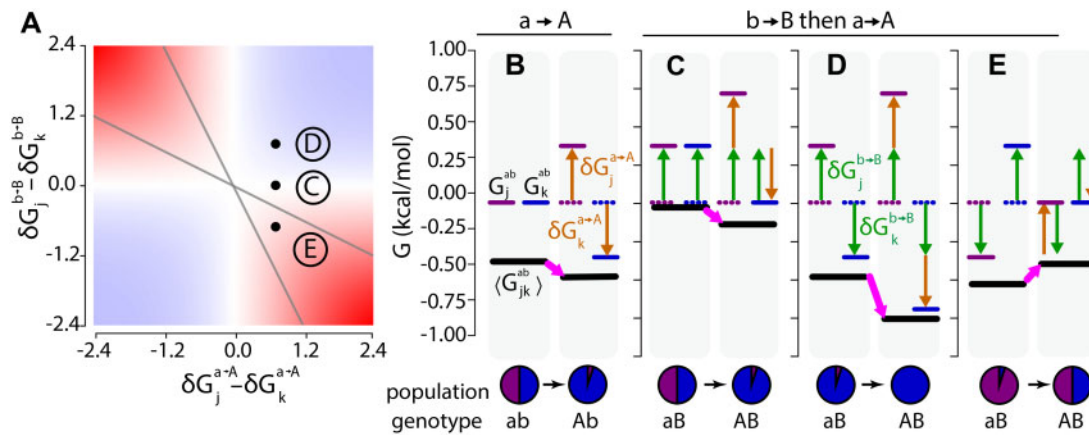 a→A
b→B then a→A
A
B
C
D
E
2.4
1.2
0.0
-1.2
-2.4
δG_j^{b→B}−δG_k^{b→B}
D
C
E
-2.4
-1.2
0.0
1.2
2.4
δG_j^{a→A}−δG_k^{a→A}
G (kcal/mol)
1.00
0.75
0.50
0.25
0.00
-0.25
-0.50
-0.75
-1.00
G_j^{ab} G_k^{ab}
δG_j^{a→A}
δG_k^{a→A}
⟨G_{jk}^{ab}⟩
δG_j^{b→B}
δG_k^{b→B}
population
genotype ab Ab aB AB aB AB aB AB